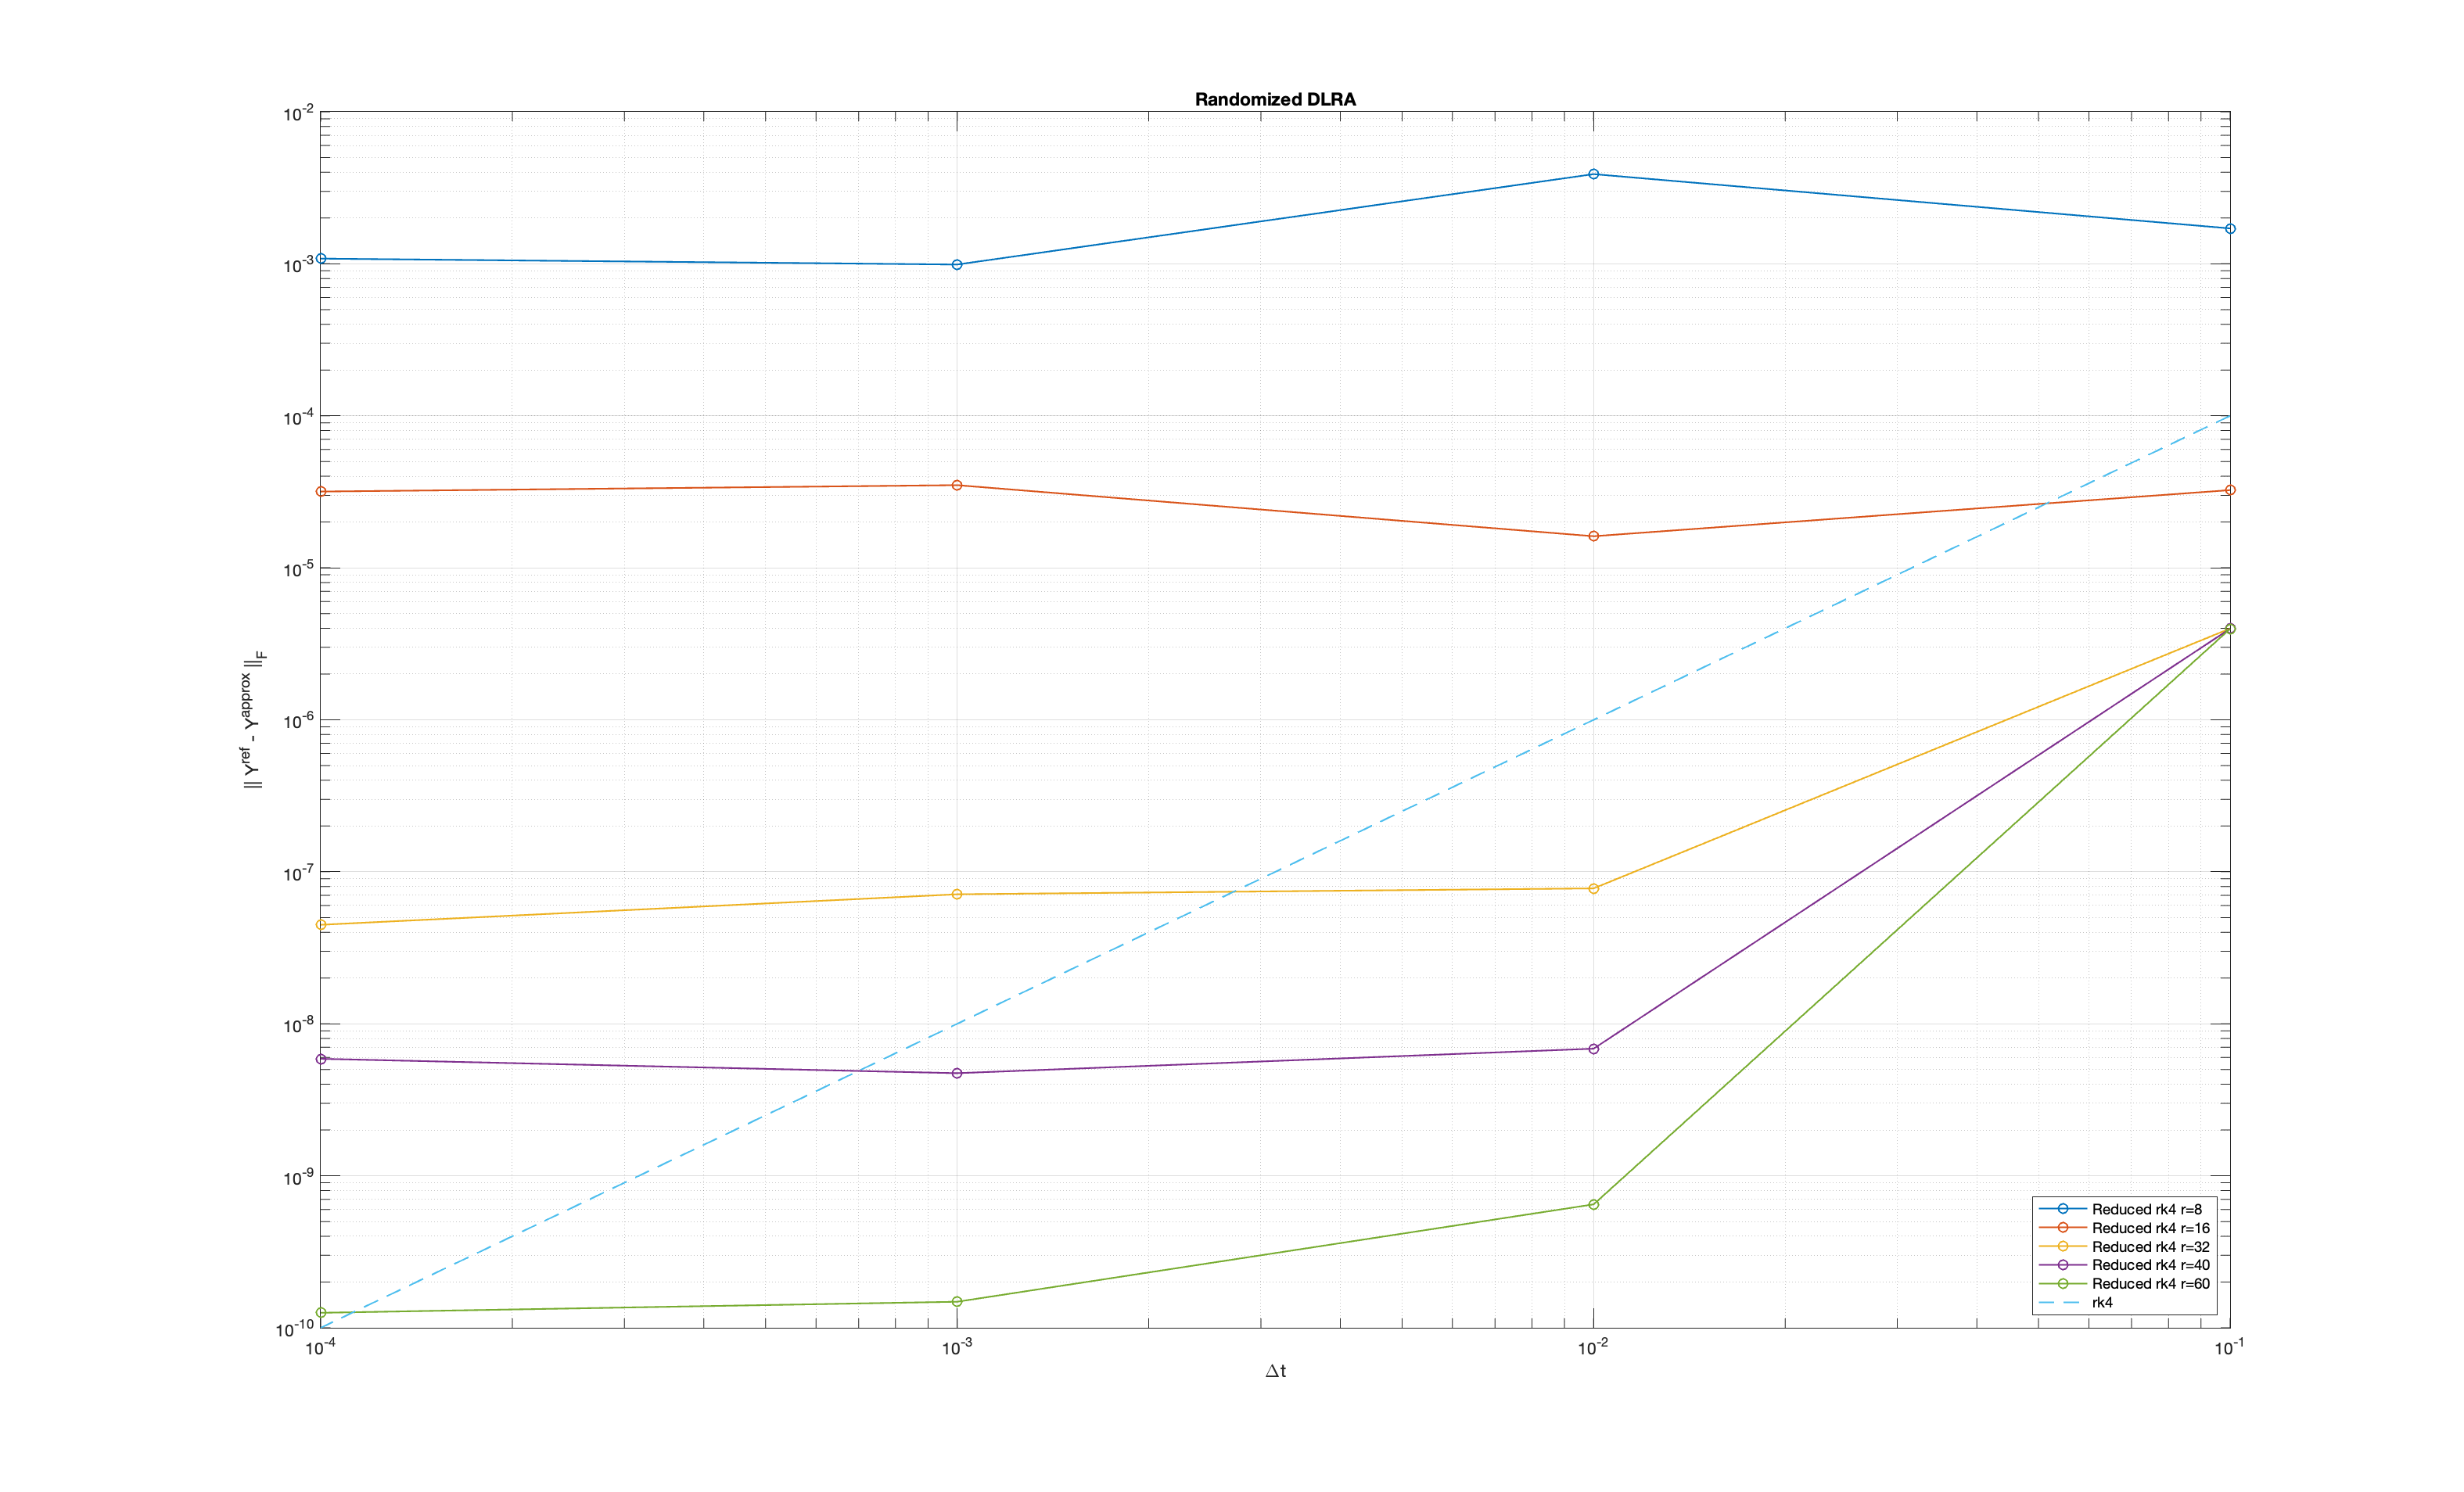 Randomized DLRA
10^-2
10^-3
10^-4
10^-5
10^-6
10^-7
10^-8
10^-9
10^-10
|| Y^ref - Y^approx ||_F
10^-4 10^-3 10^-2 10^-1
Δt
Reduced rk4 r=8
Reduced rk4 r=16
Reduced rk4 r=32
Reduced rk4 r=40
Reduced rk4 r=60
rk4